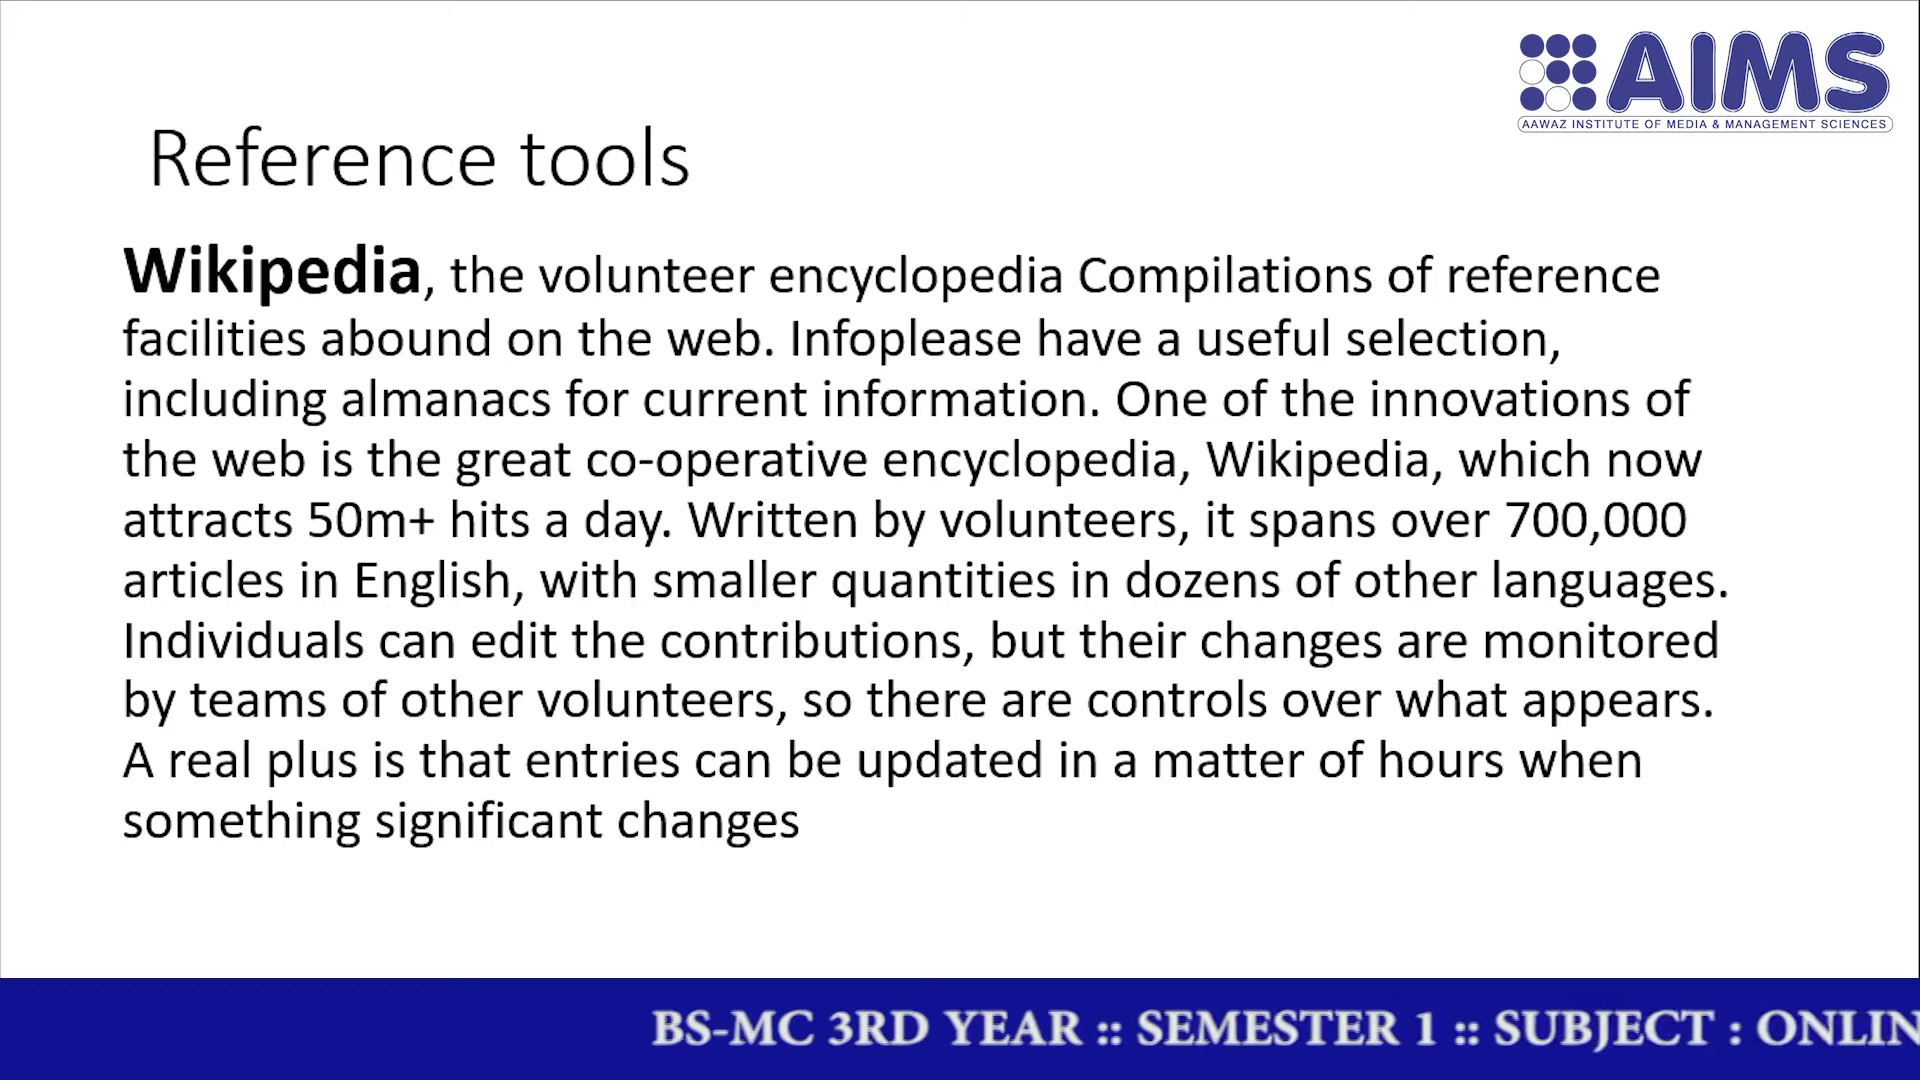 AIMS
AAWAZ INSTITUTE OF MEDIA & MANAGEMENT SCIENCES
Reference tools
Wikipedia, the volunteer encyclopedia Compilations of reference
facilities abound on the web. Infoplease have a useful selection,
including almanacs for current information. One of the innovations of
the web is the great co-operative encyclopedia, Wikipedia, which now
attracts 50m+ hits a day. Written by volunteers, it spans over 700,000
articles in English, with smaller quantities in dozens of other languages.
Individuals can edit the contributions, but their changes are monitored
by teams of other volunteers, so there are controls over what appears.
A real plus is that entries can be updated in a matter of hours when
something significant changes
BS-MC 3RD YEAR :: SEMESTER 1 :: SUBJECT : ONLIN